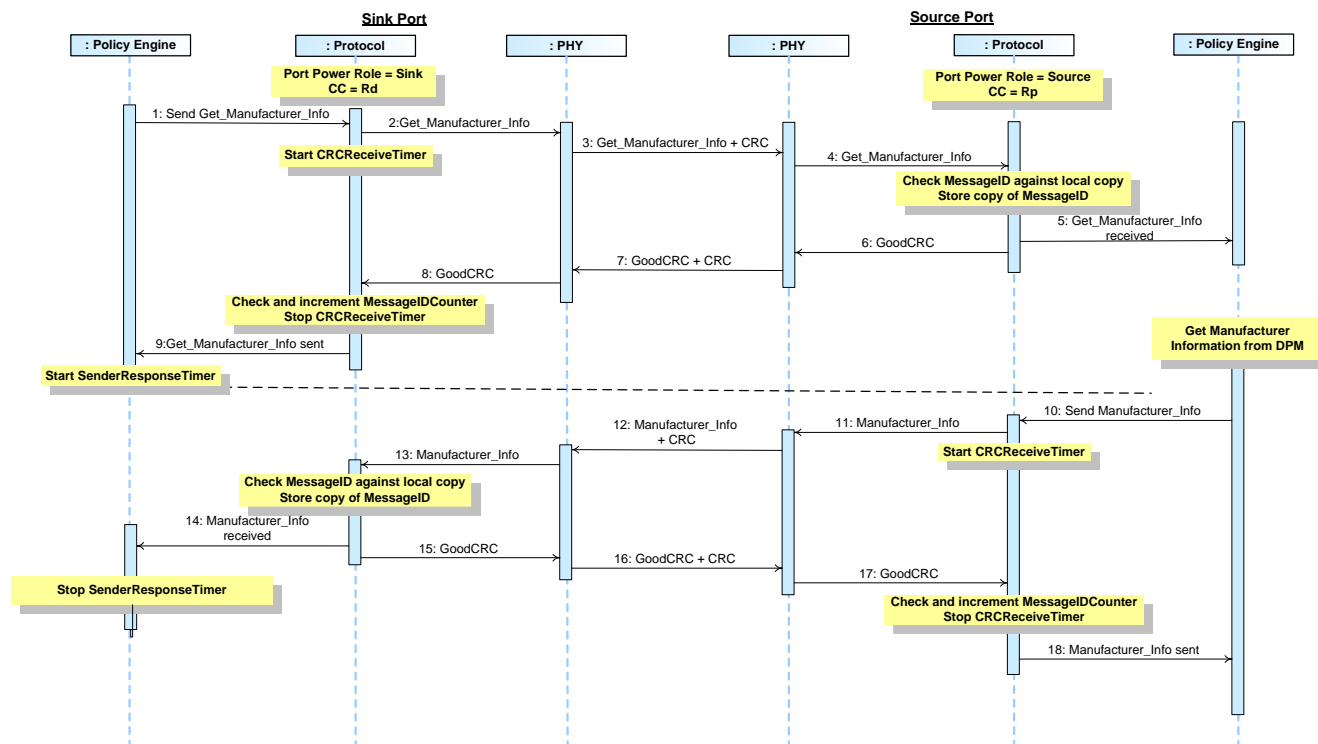 Sink Port
Source Port
: Policy Engine
: Protocol
: PHY
: PHY
: Protocol
: Policy Engine
Port Power Role = Sink
CC = Rd
Port Power Role = Source
CC = Rp
1: Send Get_Manufacturer_Info
2:Get_Manufacturer_Info
Start CRCReceiveTimer
3: Get_Manufacturer_Info + CRC
4: Get_Manufacturer_Info
Check MessageID against local copy
Store copy of MessageID
5: Get_Manufacturer_Info
received
6: GoodCRC
7: GoodCRC + CRC
8: GoodCRC
Check and increment MessageIDCounter
Stop CRCReceiveTimer
9:Get_Manufacturer_Info sent
Start SenderResponseTimer
Get Manufacturer
Information from DPM
10: Send Manufacturer_Info
11: Manufacturer_Info
Start CRCReceiveTimer
12: Manufacturer_Info
+ CRC
13: Manufacturer_Info
Check MessageID against local copy
Store copy of MessageID
14: Manufacturer_Info
received
15: GoodCRC
16: GoodCRC + CRC
17: GoodCRC
Stop SenderResponseTimer
Check and increment MessageIDCounter
Stop CRCReceiveTimer
18: Manufacturer_Info sent